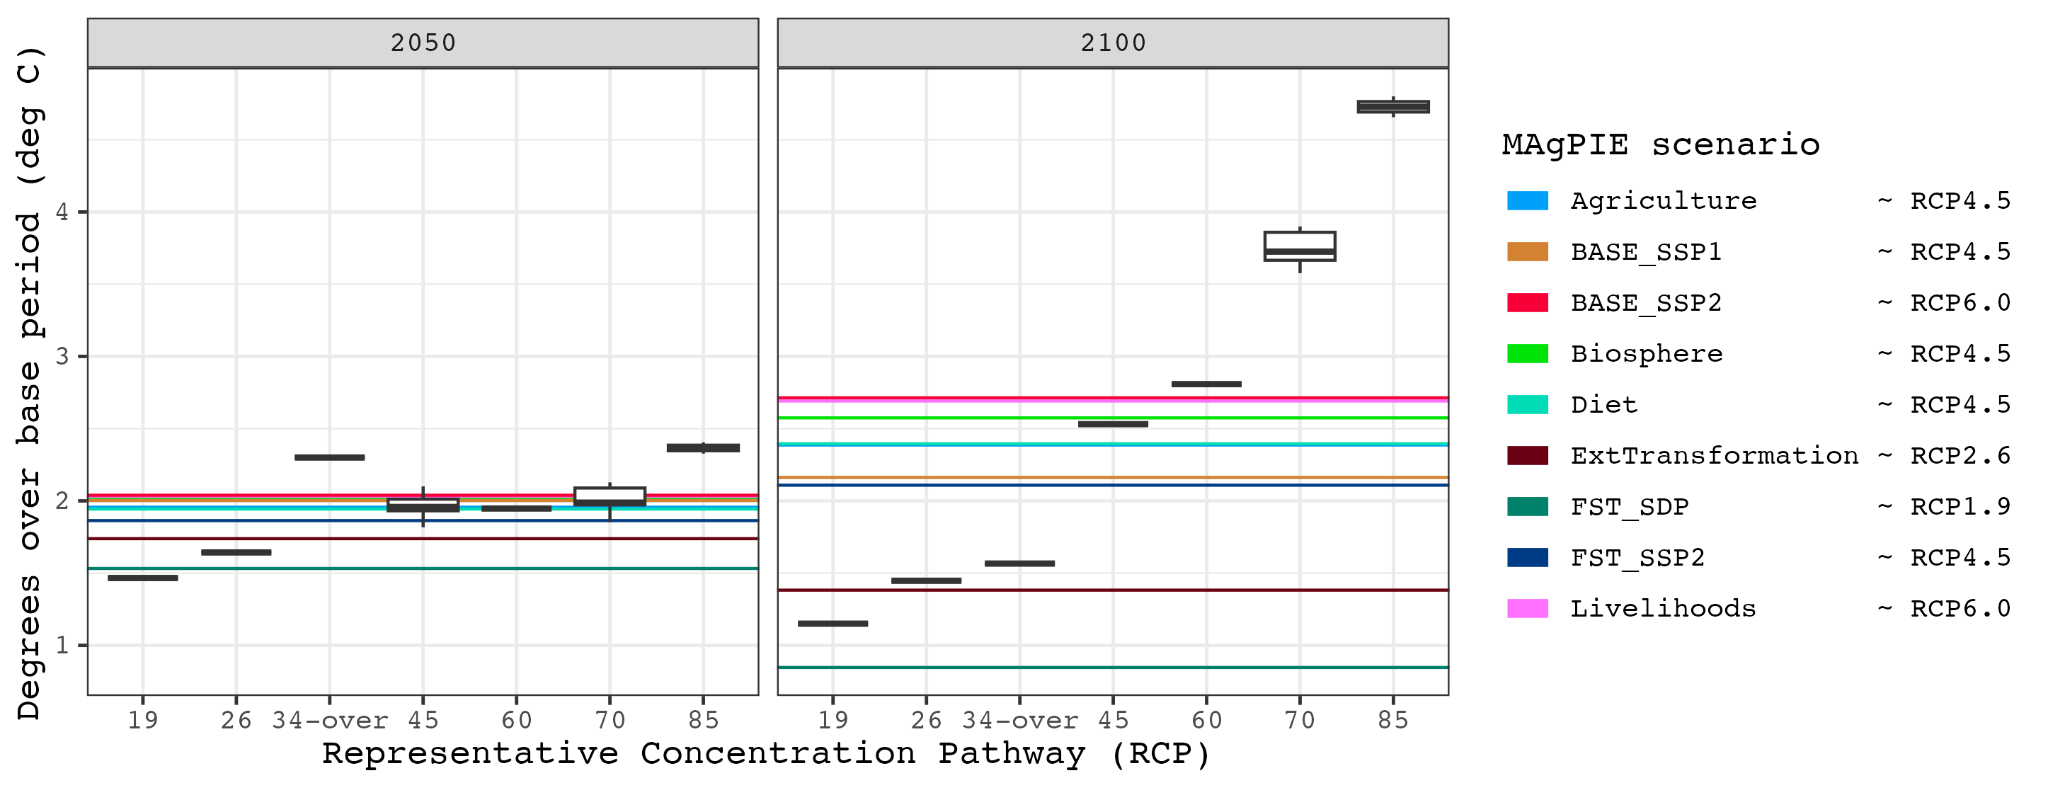 2050
2100
Degrees over base period (deg C)
4
3
2
1
19 26 34-over 45 60 70 85
19 26 34-over 45 60 70 85
Representative Concentration Pathway (RCP)
MAgPIE scenario
Agriculture ~ RCP4.5
BASE_SSP1 ~ RCP4.5
BASE_SSP2 ~ RCP6.0
Biosphere ~ RCP4.5
Diet ~ RCP4.5
ExtTransformation ~ RCP2.6
FST_SDP ~ RCP1.9
FST_SSP2 ~ RCP4.5
Livelihoods ~ RCP6.0